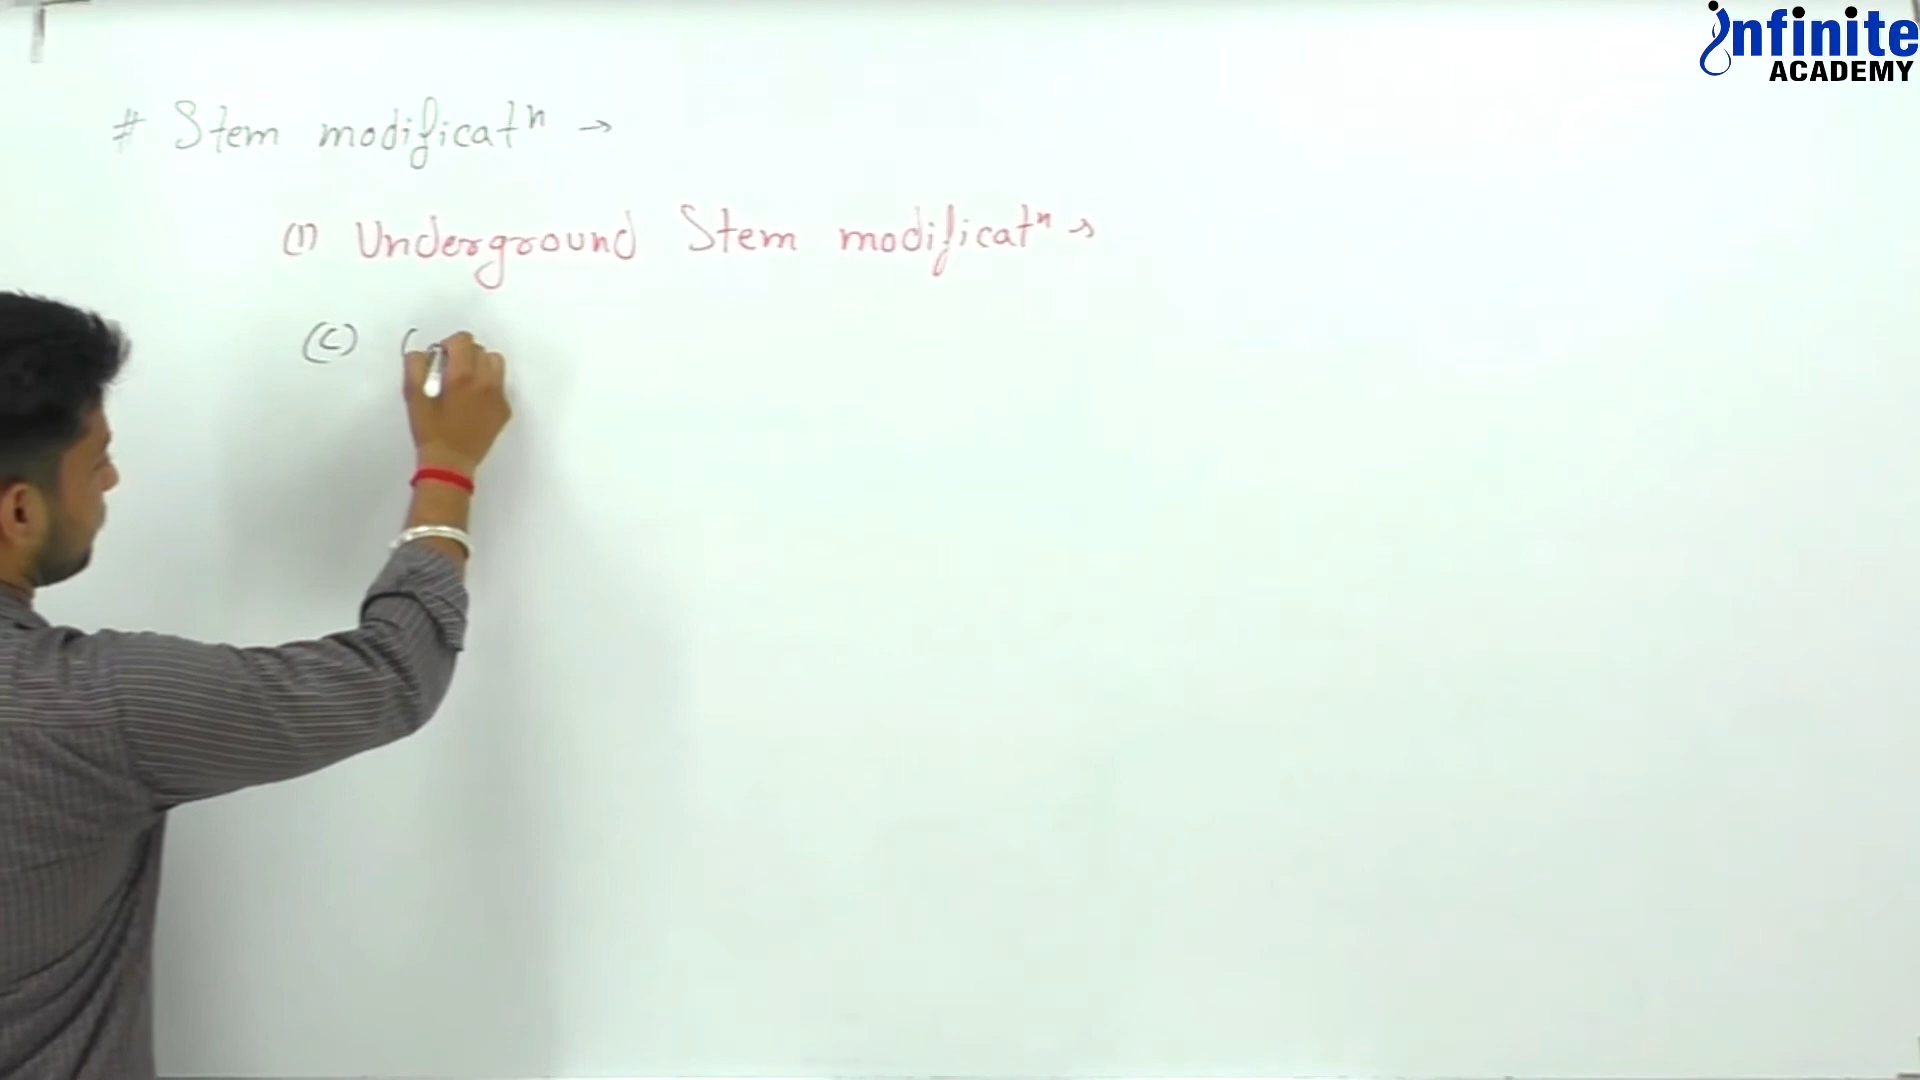 infinite
ACADEMY
# Stem modificatⁿ →
(1) Underground Stem modificatⁿ →
(C)